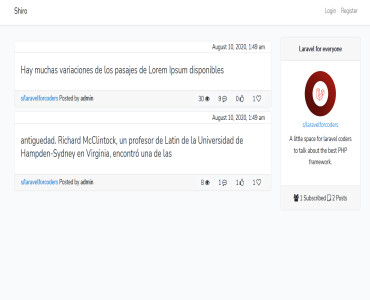 Shiro
Login Register
August 10, 2020, 1:49 am
Hay muchas variaciones de los pasajes de Lorem Ipsum disponibles
s/laravelforcoders Posted by admin
30 9 0 1
August 10, 2020, 1:49 am
antiguedad. Richard McClintock, un profesor de Latin de la Universidad de
Hampden-Sydney en Virginia, encontró una de las
s/laravelforcoders Posted by admin
8 1 1 1
Laravel for everyone
s/laravelforcoders
A little space for laravel coders
to talk about the best PHP
framework.
1 Subscribed 2 Posts